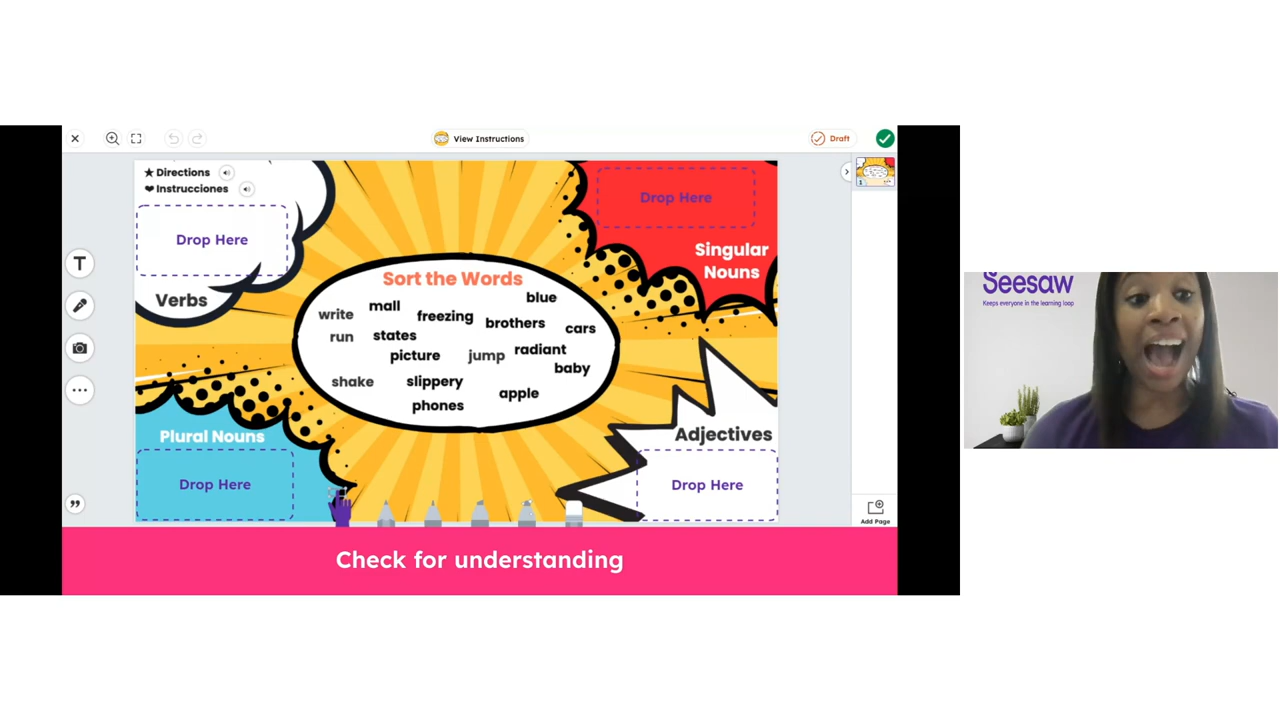 View Instructions
Draft
★ Directions
❤ Instrucciones
Drop Here
Verbs
Drop Here
Singular
Nouns
1
T
Sort the Words
write mall freezing blue
run states brothers cars
picture jump radiant
baby
shake slippery apple
phones
Plural Nouns
Drop Here
Adjectives
Drop Here
Add Page
Check for understanding
Seesaw
Keeps everyone in the learning loop